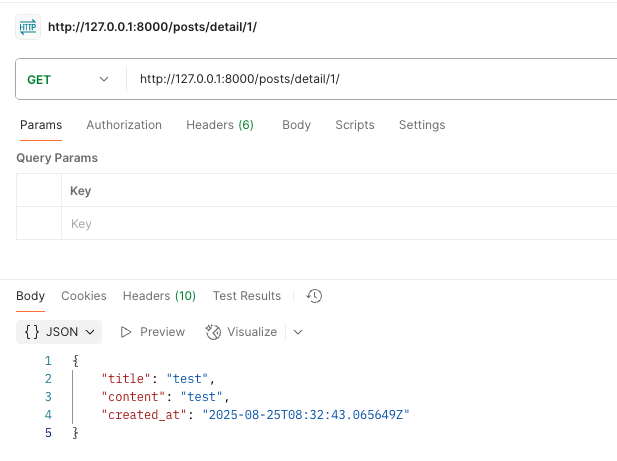 HTTP http://127.0.0.1:8000/posts/detail/1/
GET http://127.0.0.1:8000/posts/detail/1/
Params Authorization Headers (6) Body Scripts Settings
Query Params
Key
Key
Body Cookies Headers (10) Test Results
{} JSON Preview Visualize
1 {
2 "title": "test",
3 "content": "test",
4 "created_at": "2025-08-25T08:32:43.065649Z"
5 }